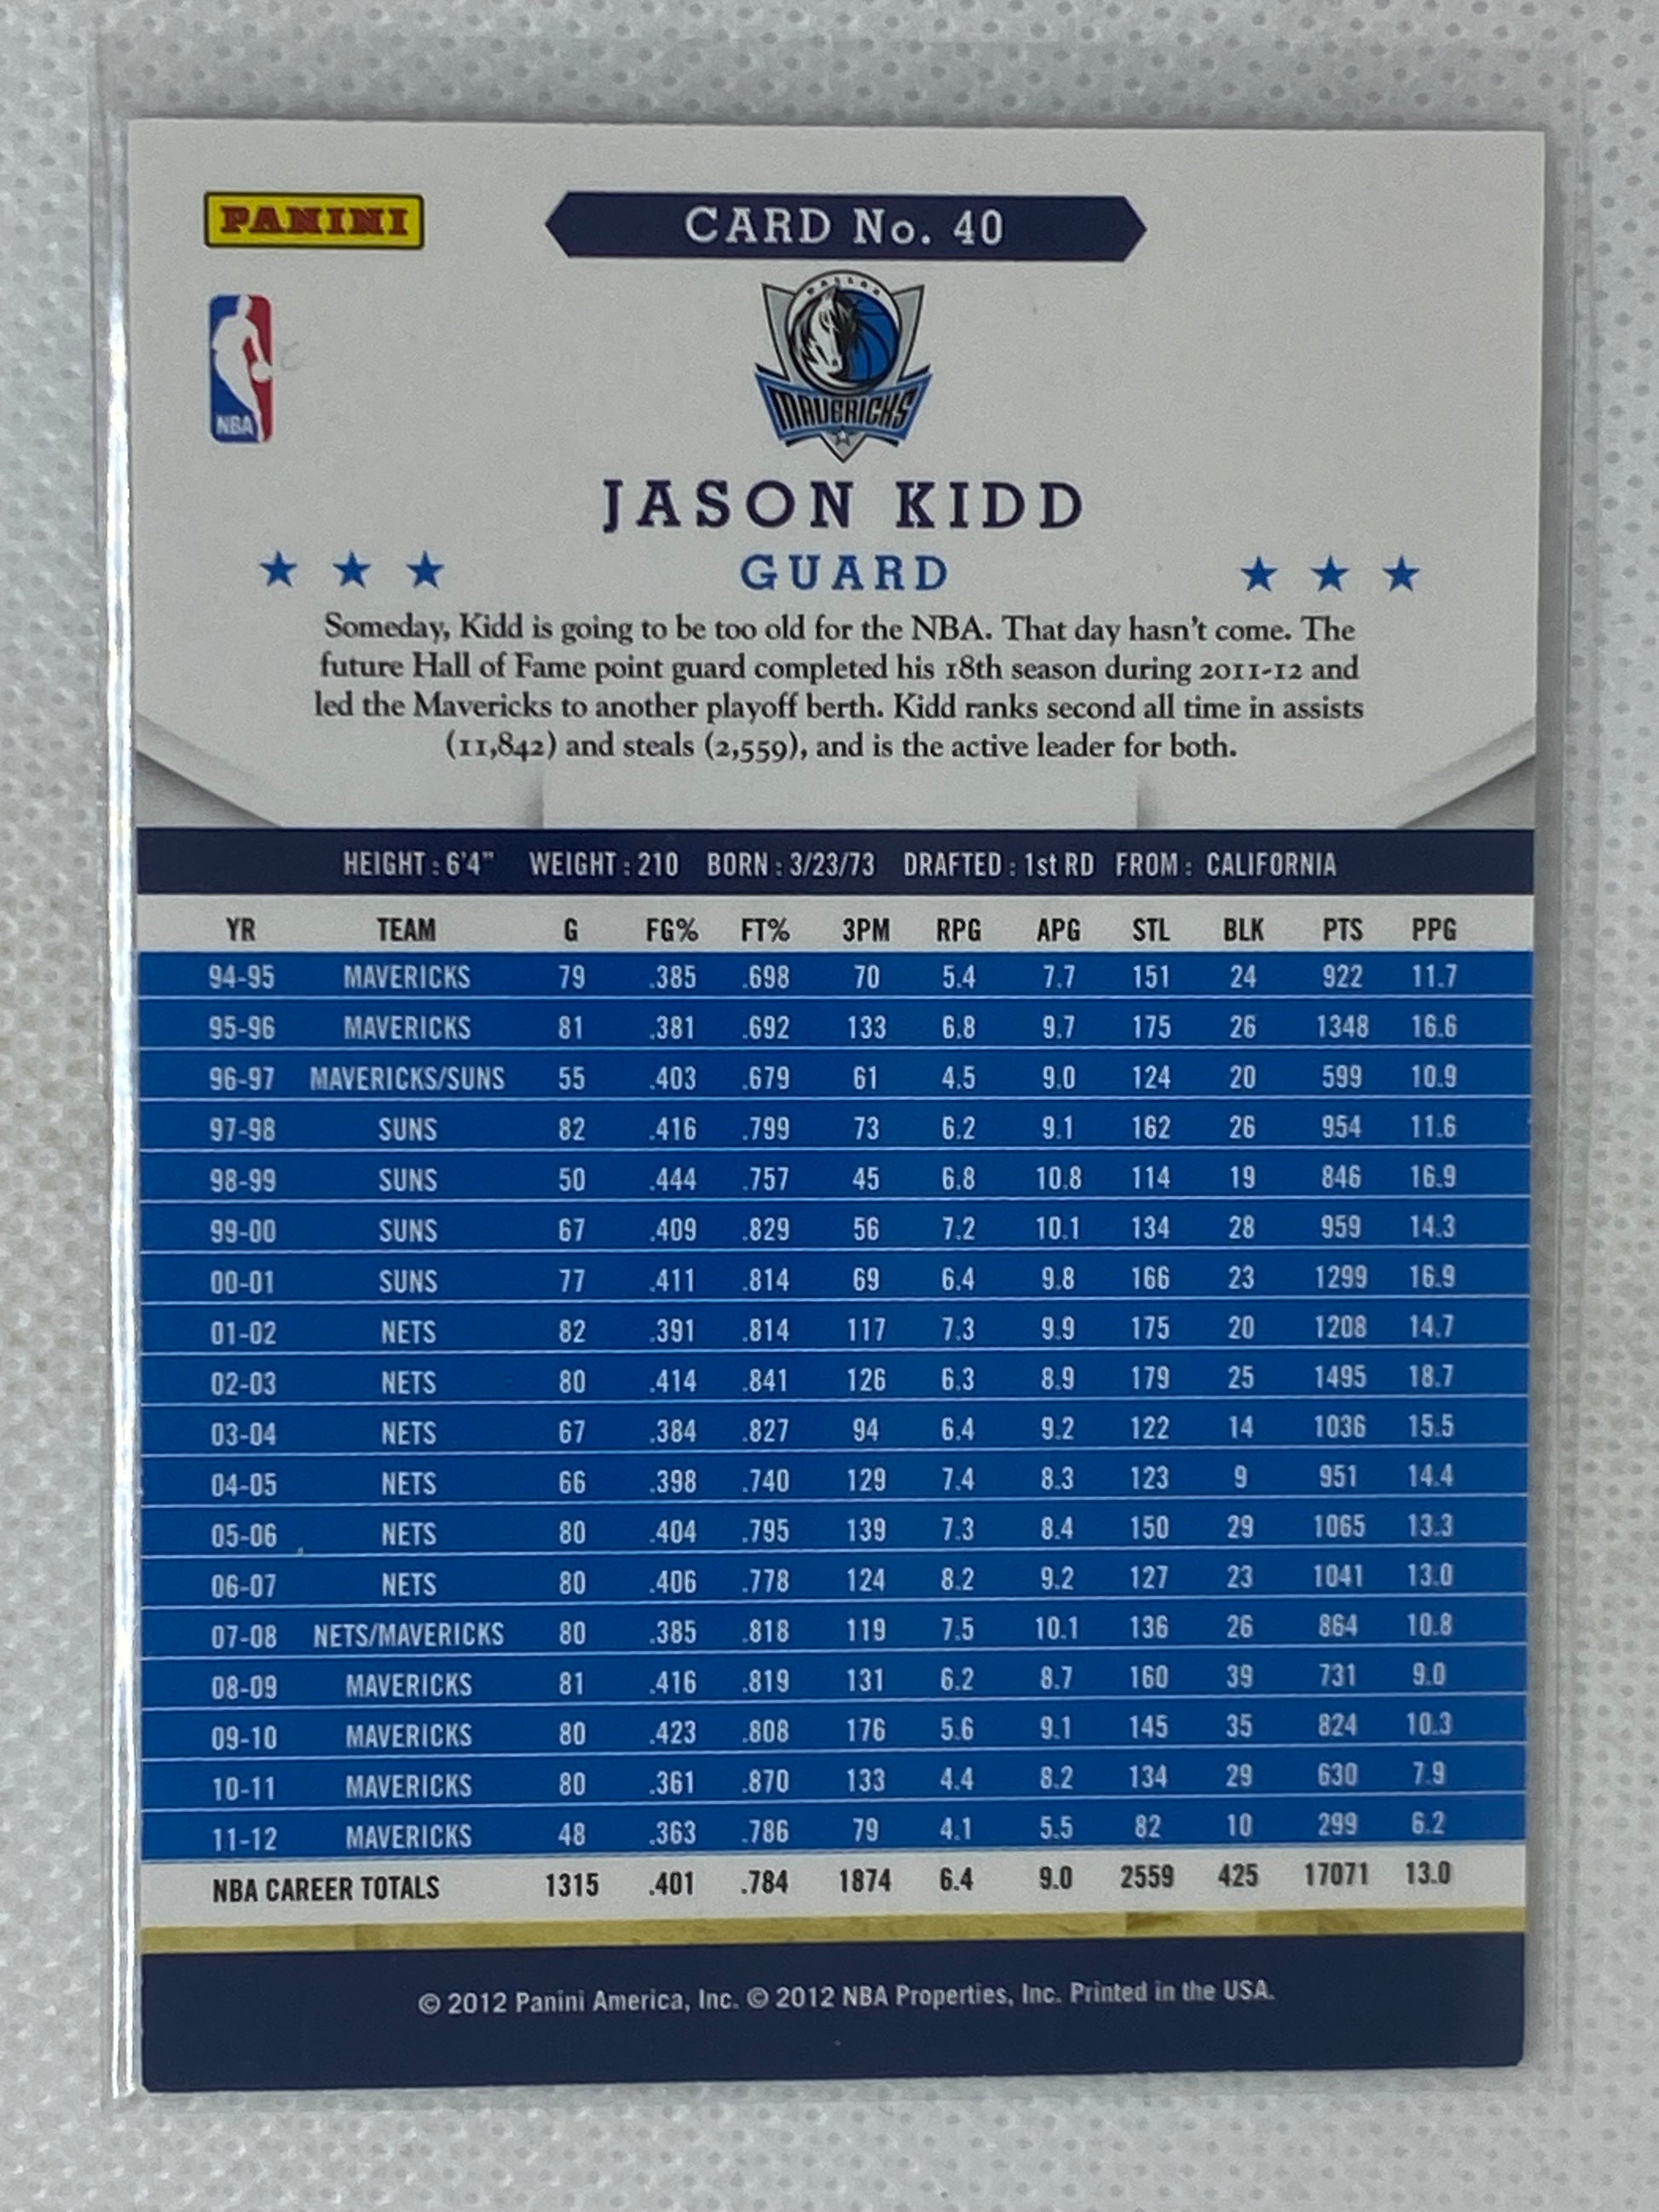 PANINI
CARD No. 40
NBA
MAVERICKS
JASON KIDD
GUARD
Someday, Kidd is going to be too old for the NBA. That day hasn't come. The
future Hall of Fame point guard completed his 18th season during 2011-12 and
led the Mavericks to another playoff berth. Kidd ranks second all time in assists
(11,842) and steals (2,559), and is the active leader for both.
HEIGHT : 6'4" WEIGHT : 210 BORN : 3/23/73 DRAFTED : 1st RD FROM : CALIFORNIA
YR TEAM G FG% FT% 3PM RPG APG STL BLK PTS PPG
94-95 MAVERICKS 79 .385 .698 70 5.4 7.7 151 24 922 11.7
95-96 MAVERICKS 81 .381 .692 133 6.8 9.7 175 26 1348 16.6
96-97 MAVERICKS/SUNS 55 .403 .679 61 4.5 9.0 124 20 599 10.9
97-98 SUNS 82 .416 .799 73 6.2 9.1 162 26 954 11.6
98-99 SUNS 50 .444 .757 45 6.8 10.8 114 19 846 16.9
99-00 SUNS 67 .409 .829 56 7.2 10.1 134 28 959 14.3
00-01 SUNS 77 .411 .814 69 6.4 9.8 166 23 1299 16.9
01-02 NETS 82 .391 .814 117 7.3 9.9 175 20 1208 14.7
02-03 NETS 80 .414 .841 126 6.3 8.9 179 25 1495 18.7
03-04 NETS 67 .384 .827 94 6.4 9.2 122 14 1036 15.5
04-05 NETS 66 .398 .740 129 7.4 8.3 123 9 951 14.4
05-06 NETS 80 .404 .795 139 7.3 8.4 150 29 1065 13.3
06-07 NETS 80 .406 .778 124 8.2 9.2 127 23 1041 13.0
07-08 NETS/MAVERICKS 80 .385 .818 119 7.5 10.1 136 26 864 10.8
08-09 MAVERICKS 81 .416 .819 131 6.2 8.7 160 39 731 9.0
09-10 MAVERICKS 80 .423 .808 176 5.6 9.1 145 35 824 10.3
10-11 MAVERICKS 80 .361 .870 133 4.4 8.2 134 29 630 7.9
11-12 MAVERICKS 48 .363 .786 79 4.1 5.5 82 10 299 6.2
NBA CAREER TOTALS 1315 .401 .784 1874 6.4 9.0 2559 425 17071 13.0
© 2012 Panini America, Inc. © 2012 NBA Properties, Inc. Printed in the USA.